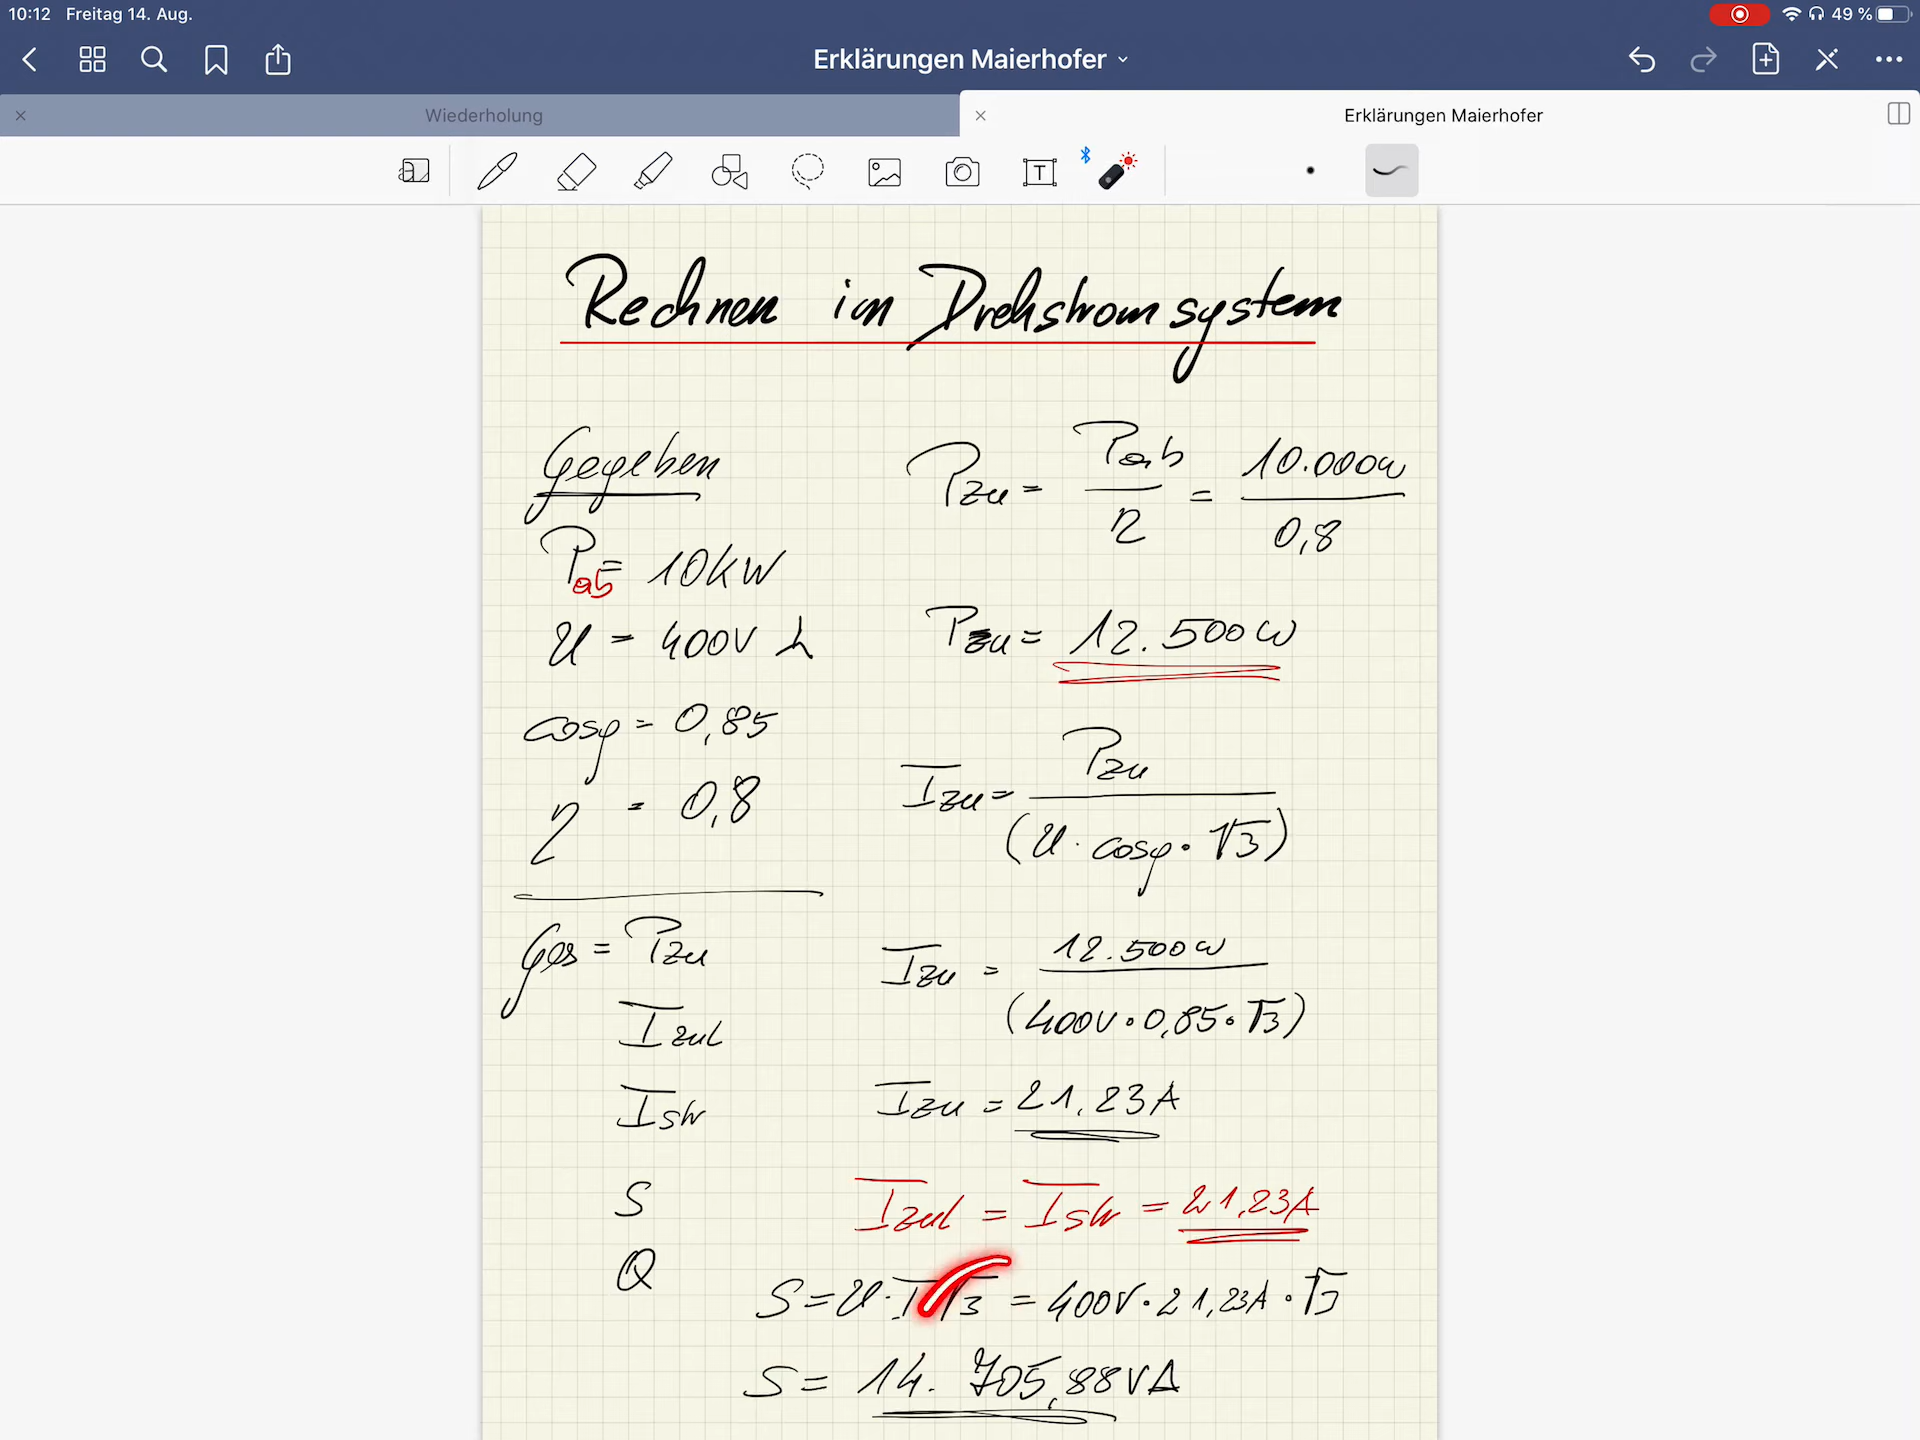 10:12 Freitag 14. Aug. 49 %
Erklärungen Maierhofer
Wiederholung
Erklärungen Maierhofer
T
Rechnen im Drehstromsystem
Gegeben
Pab = 10kW
U = 400V ⅄
cosφ = 0,85
η = 0,8
Ges = Pzu
Izul
Istr
S
Q
Pzu = Pab / η = 10.000W / 0,8
Pzu = 12.500W
Izu = Pzu / (U · cosφ · √3)
Izu = 12.500W / (400V · 0,85 · √3)
Izu = 21,23A
Izul = Istr = 21,23A
S = U · I √3 = 400V · 21,23A · √3
S = 14.705,88VA